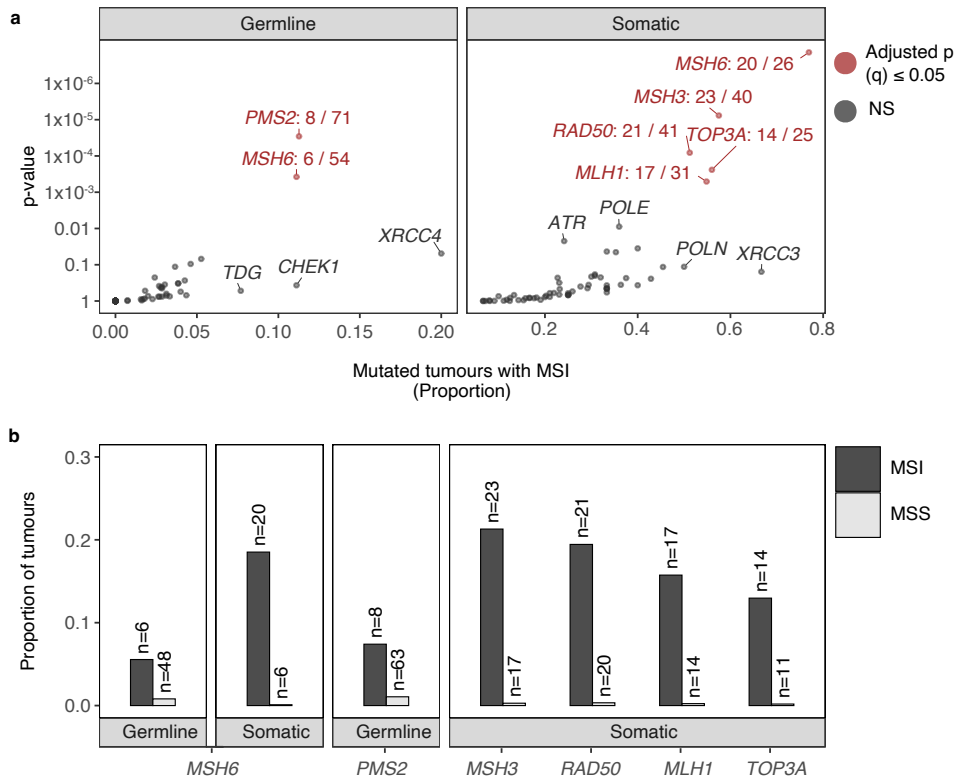 a
Germline
Somatic
1x10-6
1x10-5
1x10-4
1x10-3
0.01
0.1
1
p-value
PMS2: 8 / 71
MSH6: 6 / 54
XRCC4
TDG
CHEK1
MSH6: 20 / 26
MSH3: 23 / 40
RAD50: 21 / 41
TOP3A: 14 / 25
MLH1: 17 / 31
ATR
POLE
POLN
XRCC3
Adjusted p
(q) ≤ 0.05
NS
0.00 0.05 0.10 0.15 0.20
0.2 0.4 0.6 0.8
Mutated tumours with MSI
(Proportion)
b
0.3
0.2
0.1
0.0
Proportion of tumours
n=6
n=48
n=20
n=6
n=8
n=63
n=23
n=17
n=21
n=20
n=17
n=14
n=14
n=11
MSI
MSS
Germline
Somatic
Germline
Somatic
MSH6 PMS2 MSH3 RAD50 MLH1 TOP3A